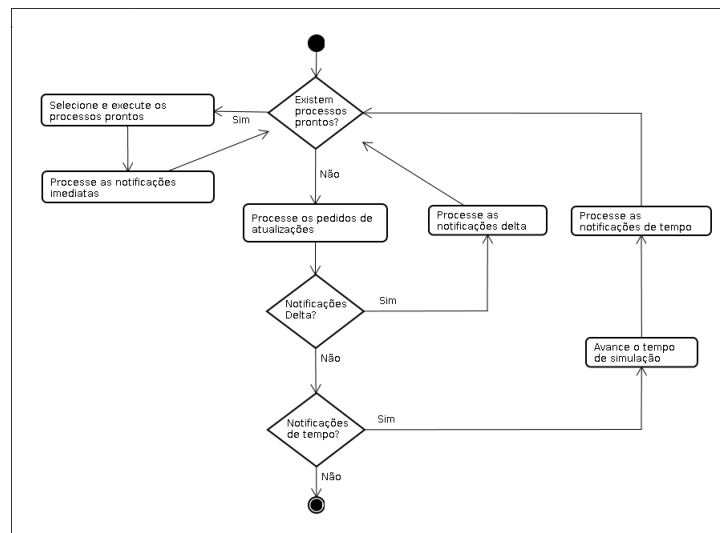 Existem
processos
prontos?
Selecione e execute os
processos prontos
Sim
Processe as notificações
imediatas
Não
Processe os pedidos de
atualizações
Processe as
notificações delta
Processe as
notificações de tempo
Notificações
Delta?
Sim
Não
Avance o tempo
de simulação
Notificações
de tempo?
Sim
Não